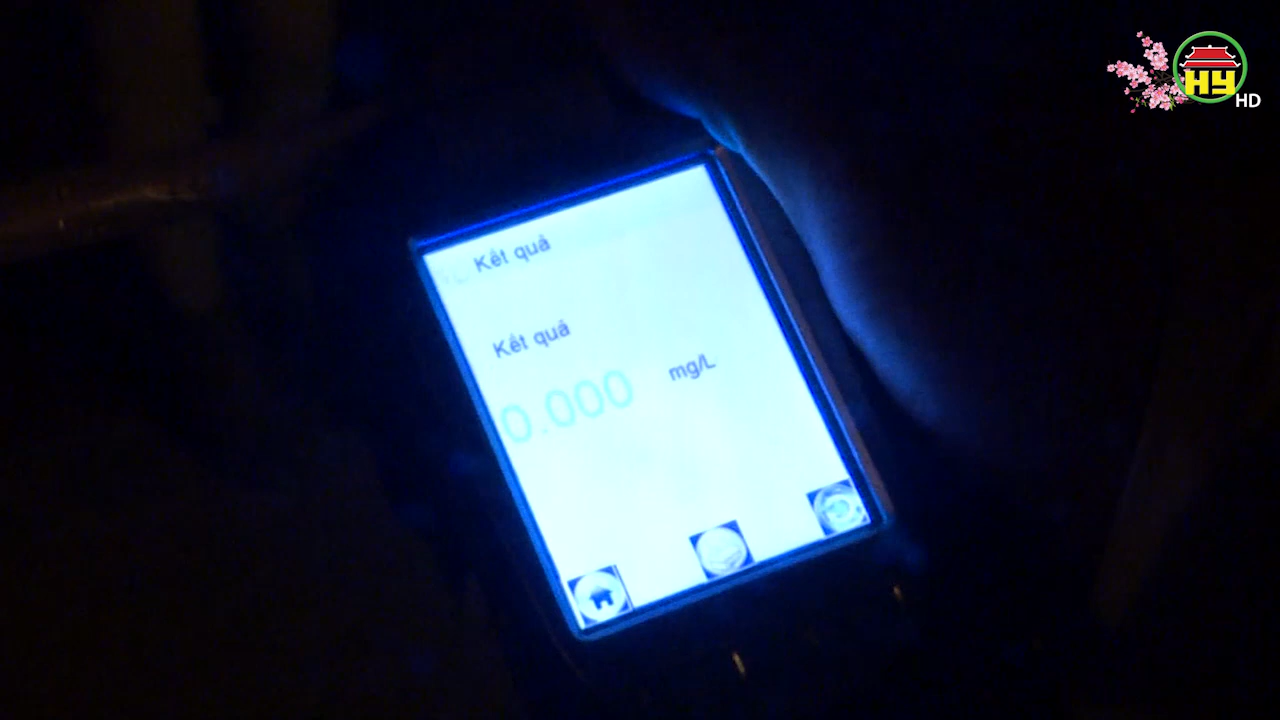 HY
HD
Kết quả
Kết quả
0.000 mg/L